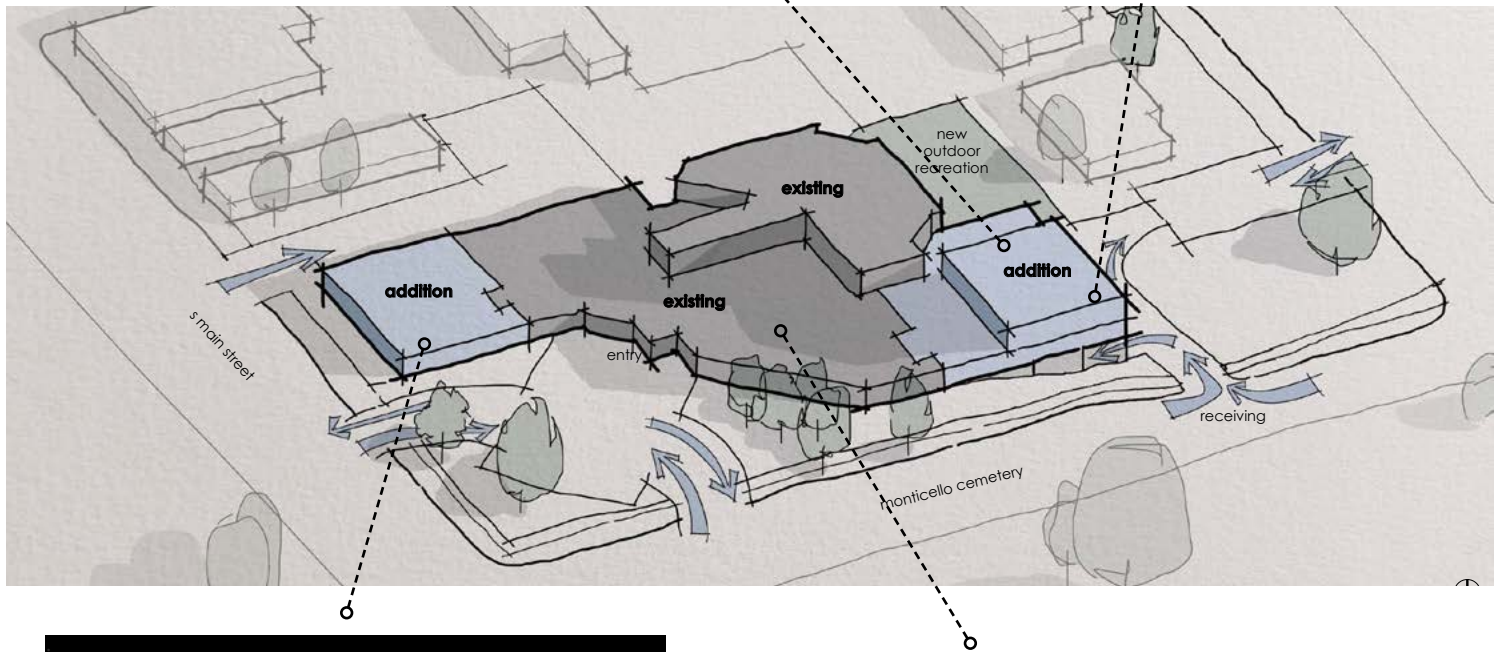 new
outdoor
recreation
existing
addition
addition
existing
s main street
entry
receiving
monticello cemetery